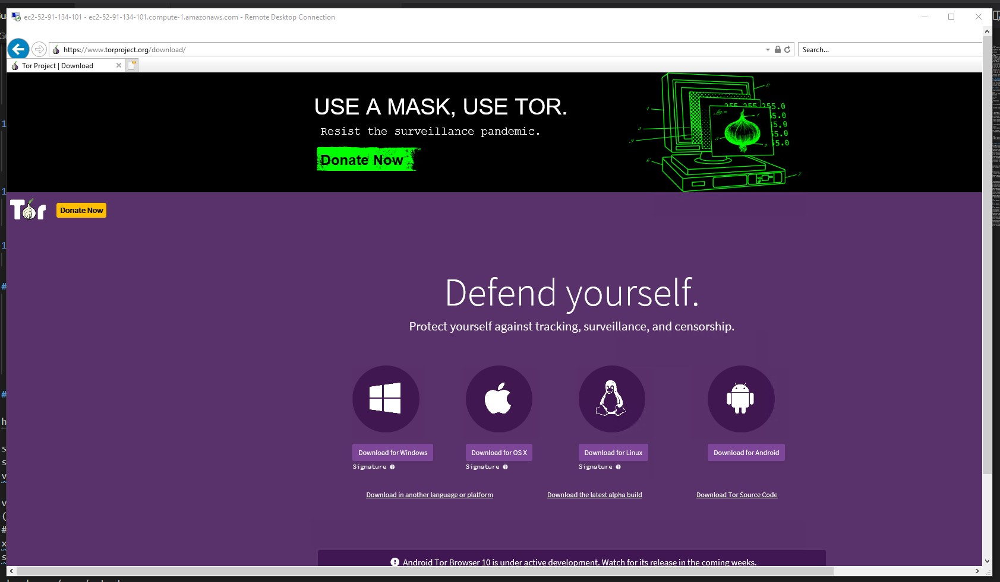 ec2-52-91-134-101 - ec2-52-91-134-101.compute-1.amazonaws.com - Remote Desktop Connection
https://www.torproject.org/download/
Search...
Tor Project | Download
USE A MASK, USE TOR.
Resist the surveillance pandemic.
Donate Now
255.255.255.0
Tor
Donate Now
Defend yourself.
Protect yourself against tracking, surveillance, and censorship.
Download for Windows
Download for OS X
Download for Linux
Download for Android
Signature
Signature
Signature
Download in another language or platform
Download the latest alpha build
Download Tor Source Code
Android Tor Browser 10 is under active development. Watch for its release in the coming weeks.